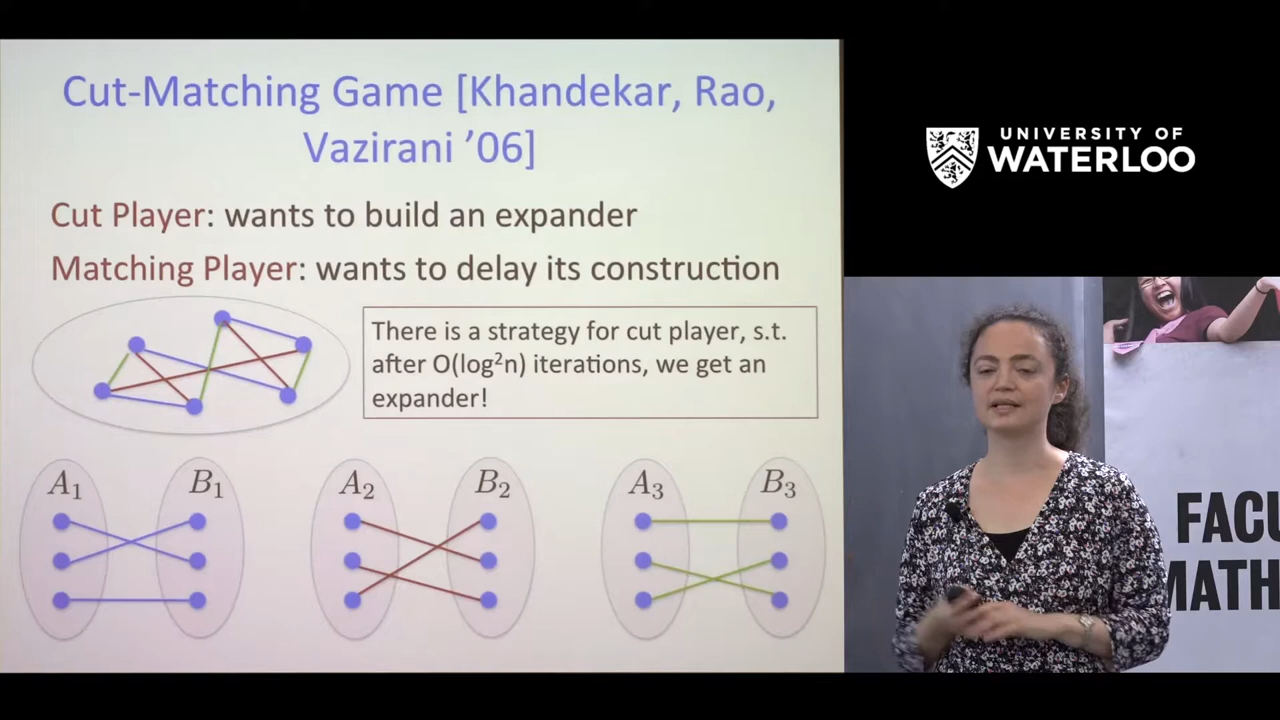 Cut-Matching Game [Khandekar, Rao,
Vazirani ’06]
Cut Player: wants to build an expander
Matching Player: wants to delay its construction
There is a strategy for cut player, s.t.
after O(log²n) iterations, we get an
expander!
A₁ B₁ A₂ B₂ A₃ B₃
UNIVERSITY OF
WATERLOO
FACU
MATH